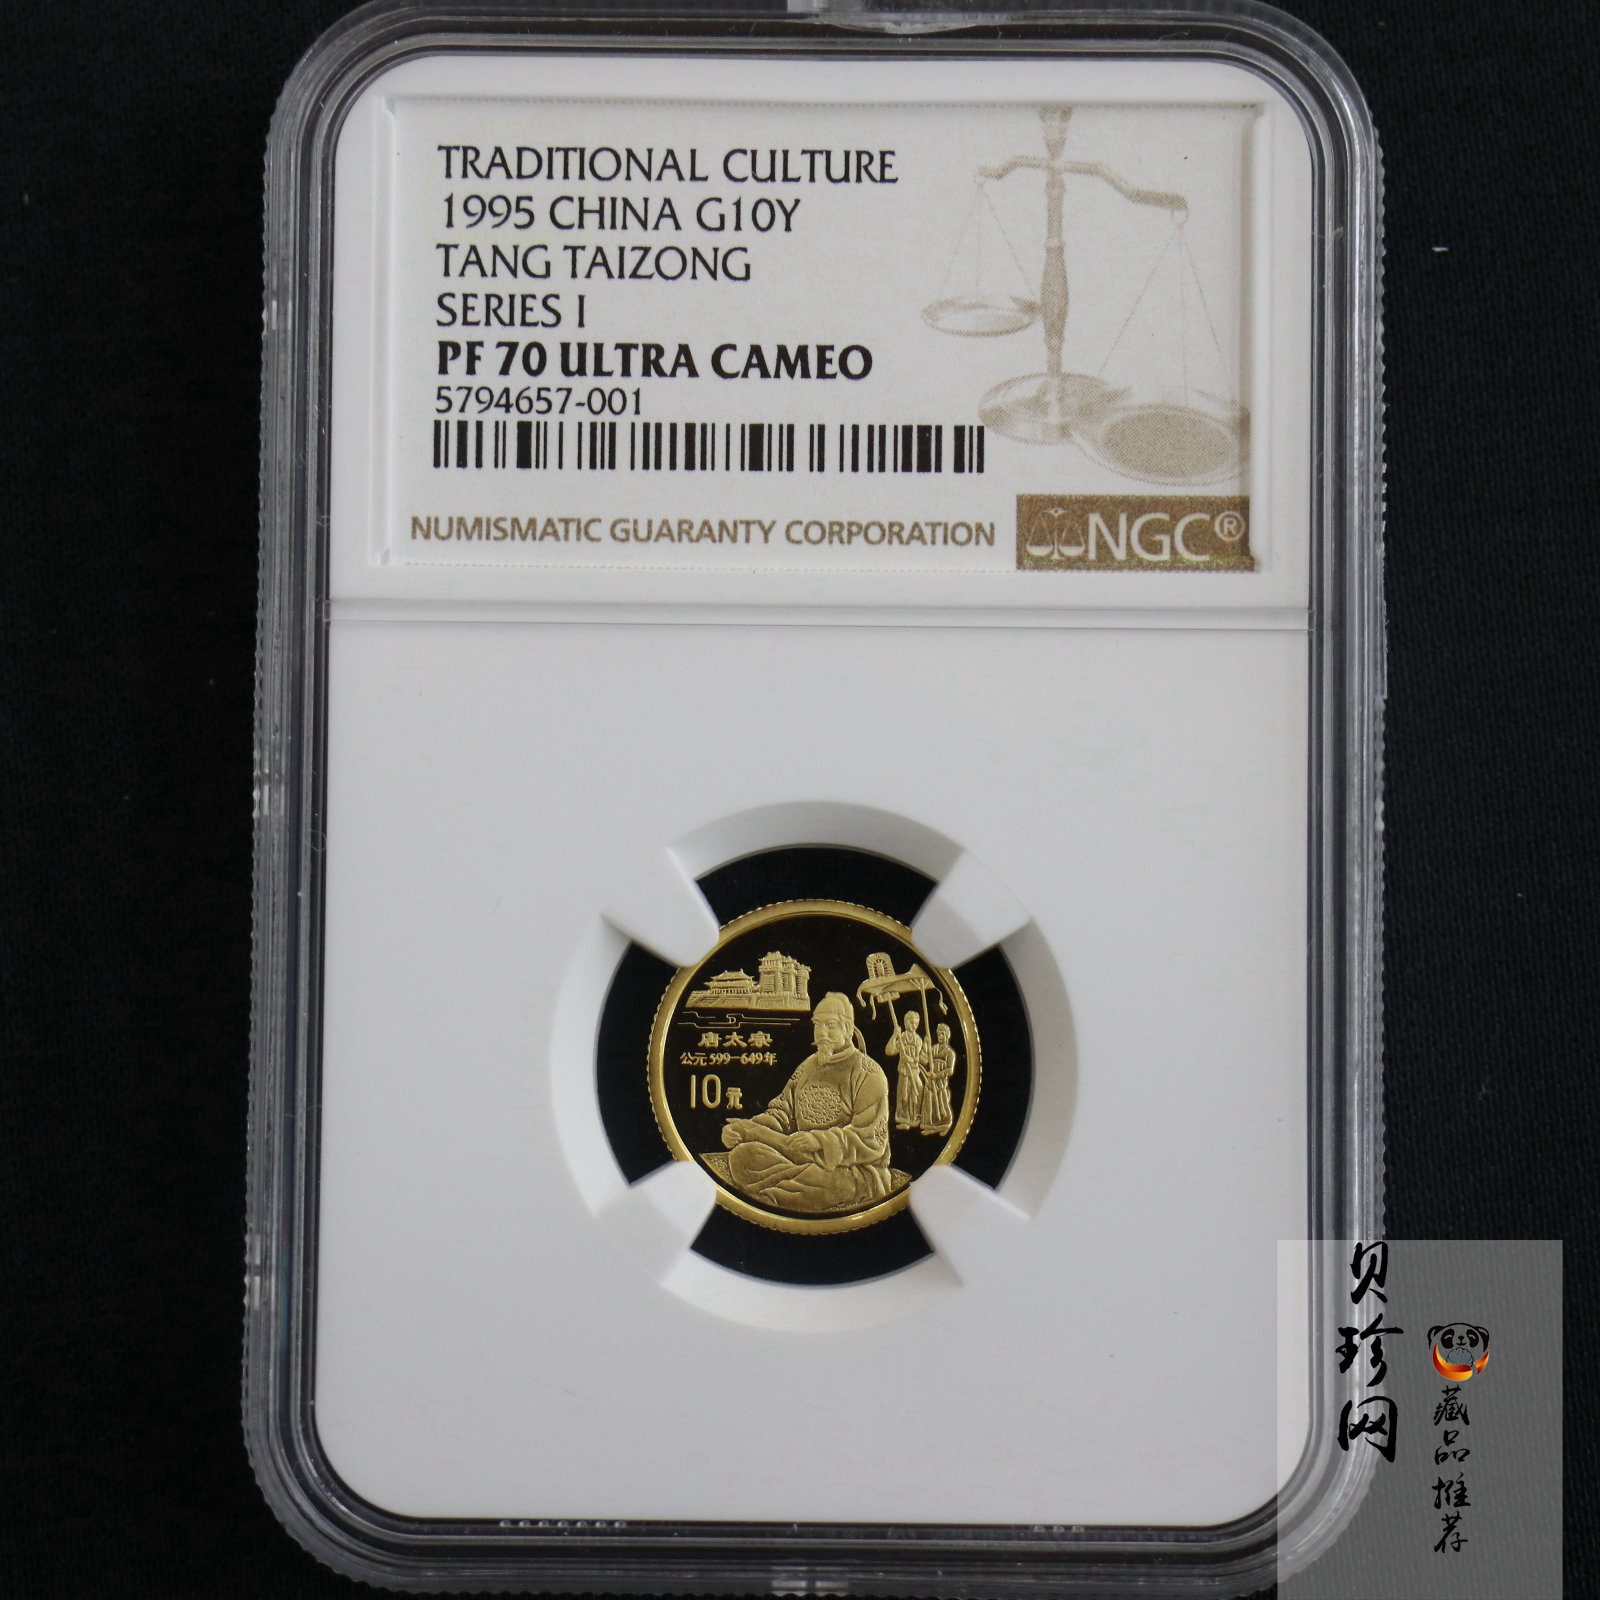 TRADITIONAL CULTURE
1995 CHINA G10Y
TANG TAIZONG
SERIES I
PF 70 ULTRA CAMEO
5794657-001
NUMISMATIC GUARANTY CORPORATION
NGC®
唐太宗
公元599-649年
10元
贝珍网
藏品推荐